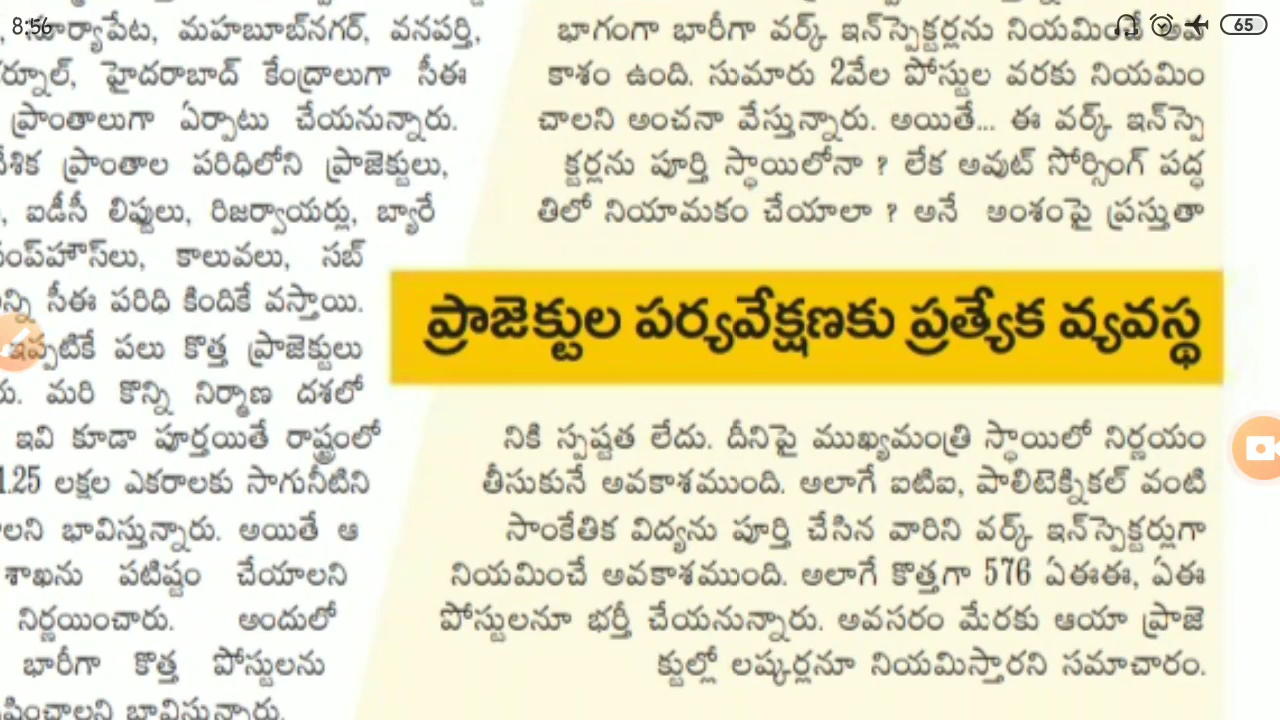 8:56
65
మహబూబ్‌నగర్, వనపర్తి,
హైదరాబాద్ కేంద్రాలుగా సీఈ
ప్రాంతాలుగా ఏర్పాటు చేయనున్నారు.
ప్రాంతాల పరిధిలోని ప్రాజెక్టులు,
ఐడీసీ లిఫ్టులు, రిజర్వాయర్లు, బ్యారే
కాలువలు, సబ్
సీఈ పరిధి కిందికే వస్తాయి.
ఇప్పటికే పలు కొత్త ప్రాజెక్టులు
మరి కొన్ని నిర్మాణ దశలో
ఇవి కూడా పూర్తయితే రాష్ట్రంలో
1.25 లక్షల ఎకరాలకు సాగునీటిని
భావిస్తున్నారు. అయితే ఆ
శాఖను పటిష్టం చేయాలని
నిర్ణయించారు. అందులో
భారీగా కొత్త పోస్టులను
భావిస్తున్నారు.
భాగంగా భారీగా వర్క్ ఇన్‌స్పెక్టర్లను నియమించే అవ
కాశం ఉంది. సుమారు 2వేల పోస్టుల వరకు నియమిం
చాలని అంచనా వేస్తున్నారు. అయితే... ఈ వర్క్ ఇన్‌స్పె
క్టర్లను పూర్తి స్థాయిలోనా ? లేక అవుట్ సోర్సింగ్ పద్ధ
తిలో నియామకం చేయాలా ? అనే అంశంపై ప్రస్తుతా
ప్రాజెక్టుల పర్యవేక్షణకు ప్రత్యేక వ్యవస్థ
నికి స్పష్టత లేదు. దీనిపై ముఖ్యమంత్రి స్థాయిలో నిర్ణయం
తీసుకునే అవకాశముంది. అలాగే ఐటిఐ, పాలిటెక్నికల్ వంటి
సాంకేతిక విద్యను పూర్తి చేసిన వారిని వర్క్ ఇన్‌స్పెక్టర్లుగా
నియమించే అవకాశముంది. అలాగే కొత్తగా 576 ఏఈఈ, ఏఈ
పోస్టులనూ భర్తీ చేయనున్నారు. అవసరం మేరకు ఆయా ప్రాజె
క్టుల్లో లష్కర్లనూ నియమిస్తారని సమాచారం.